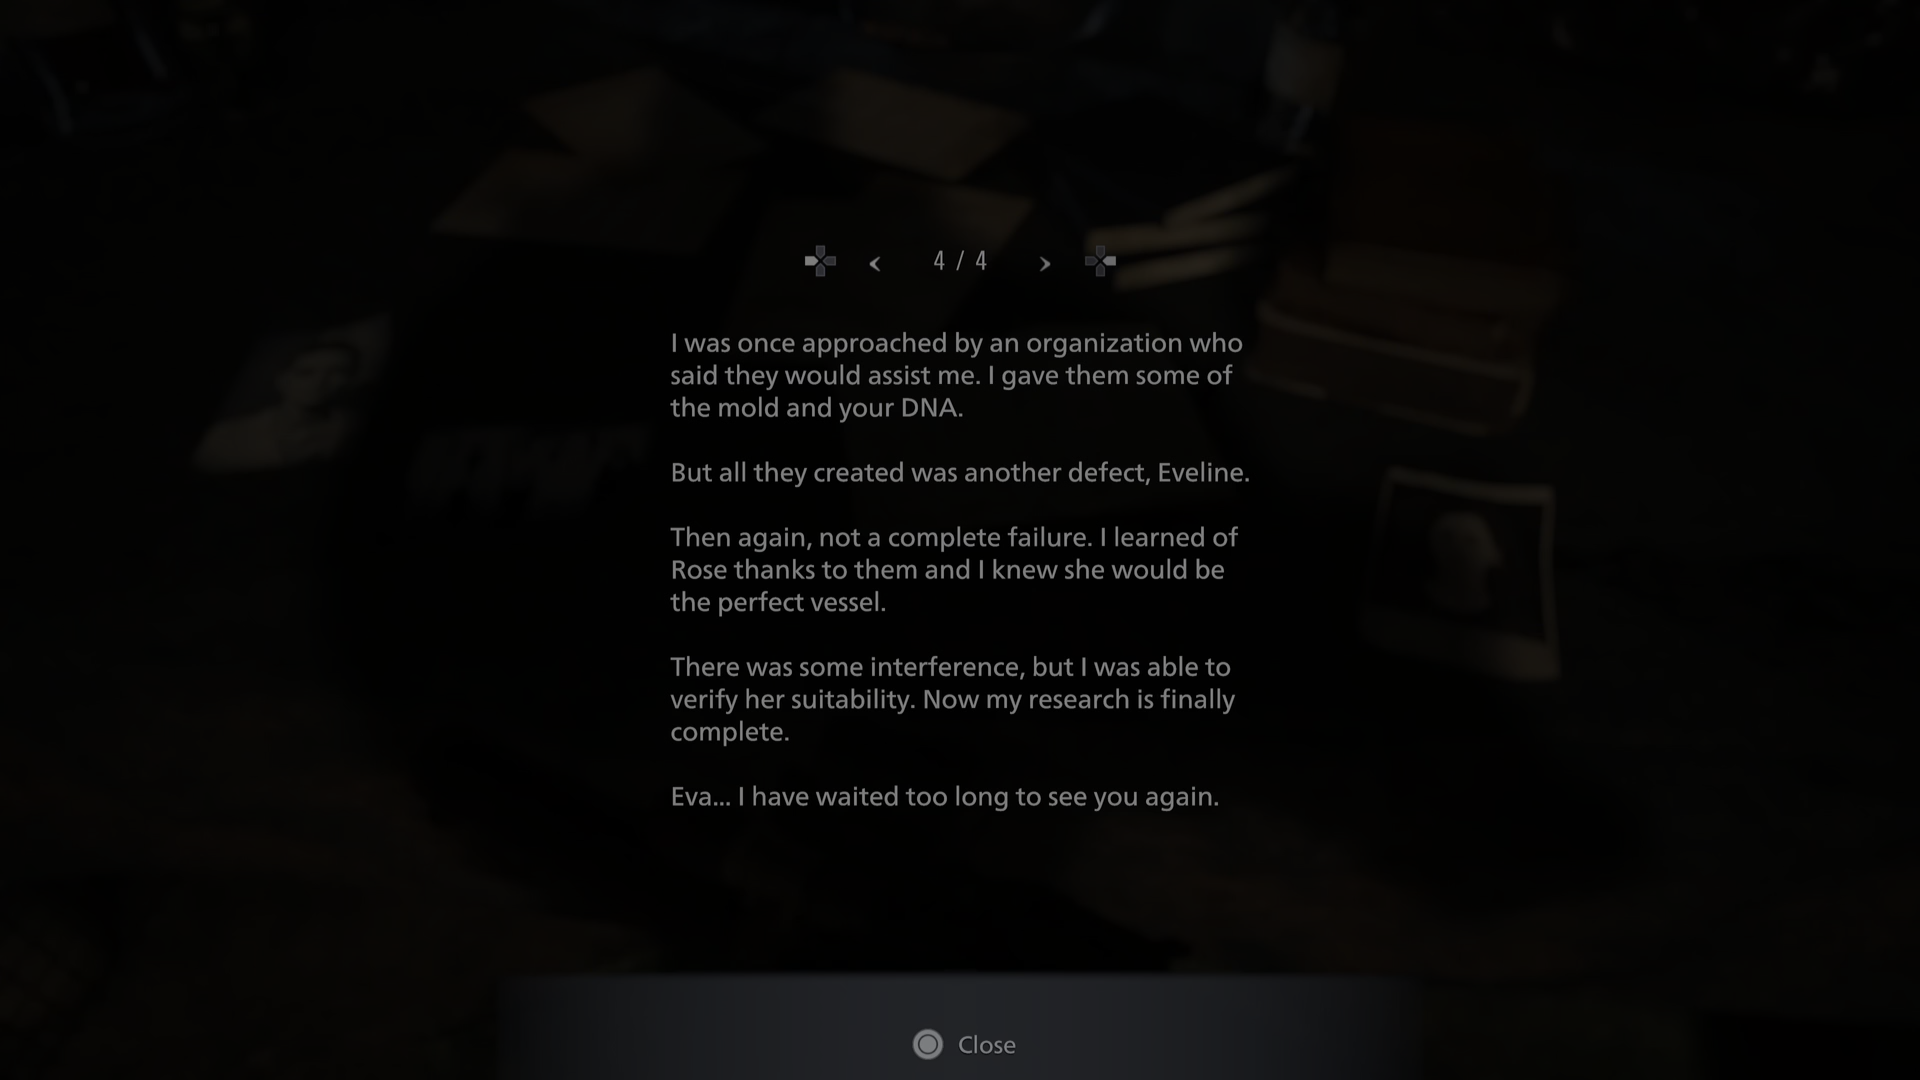 < 4 / 4 >
I was once approached by an organization who
said they would assist me. I gave them some of
the mold and your DNA.
But all they created was another defect, Eveline.
Then again, not a complete failure. I learned of
Rose thanks to them and I knew she would be
the perfect vessel.
There was some interference, but I was able to
verify her suitability. Now my research is finally
complete.
Eva... I have waited too long to see you again.
Close